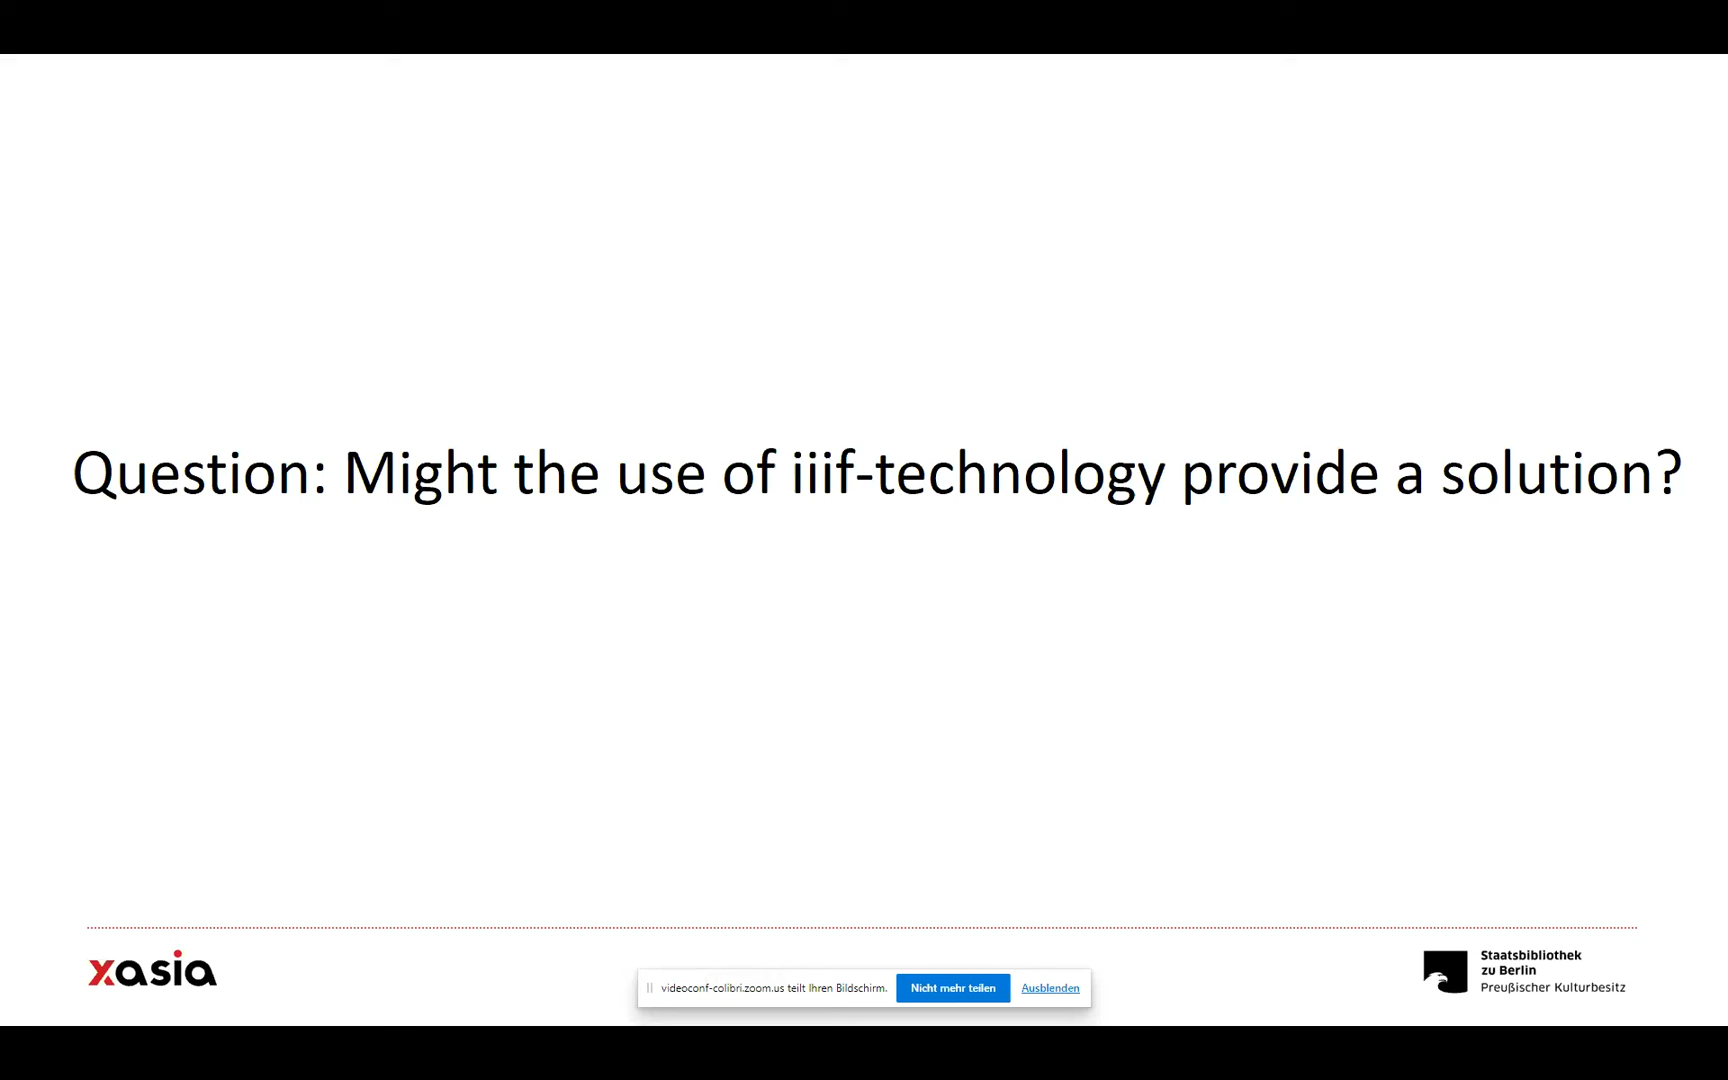 Question: Might the use of iiif-technology provide a solution?
xasia
Staatsbibliothek
zu Berlin
Preußischer Kulturbesitz
videoconf-colibri.zoom.us teilt Ihren Bildschirm. Nicht mehr teilen Ausblenden